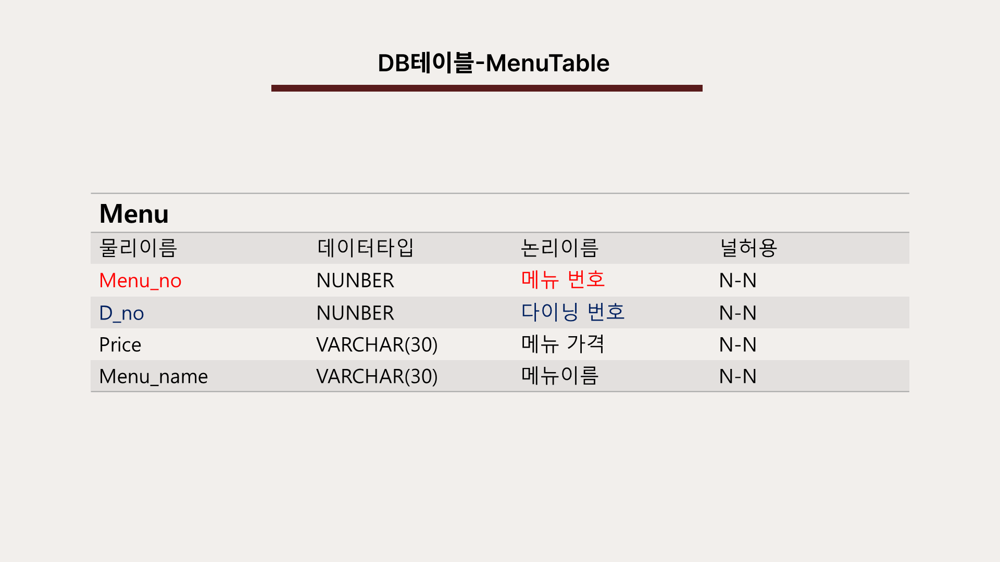 DB테이블-MenuTable
Menu
물리이름 데이터타입 논리이름 널허용
Menu_no NUNBER 메뉴 번호 N-N
D_no NUNBER 다이닝 번호 N-N
Price VARCHAR(30) 메뉴 가격 N-N
Menu_name VARCHAR(30) 메뉴이름 N-N